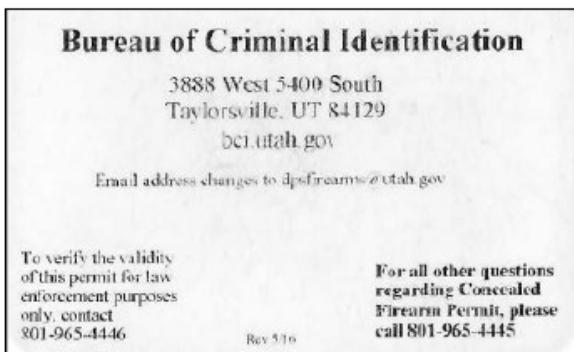 Bureau of Criminal Identification
3888 West 5400 South
Taylorsville, UT 84129
bci.utah.gov
Email address changes to dpsfirearms@utah.gov
To verify the validity
of this permit for law
enforcement purposes
only, contact
801-965-4446
Rev 5/16
For all other questions
regarding Concealed
Firearm Permit, please
call 801-965-4445